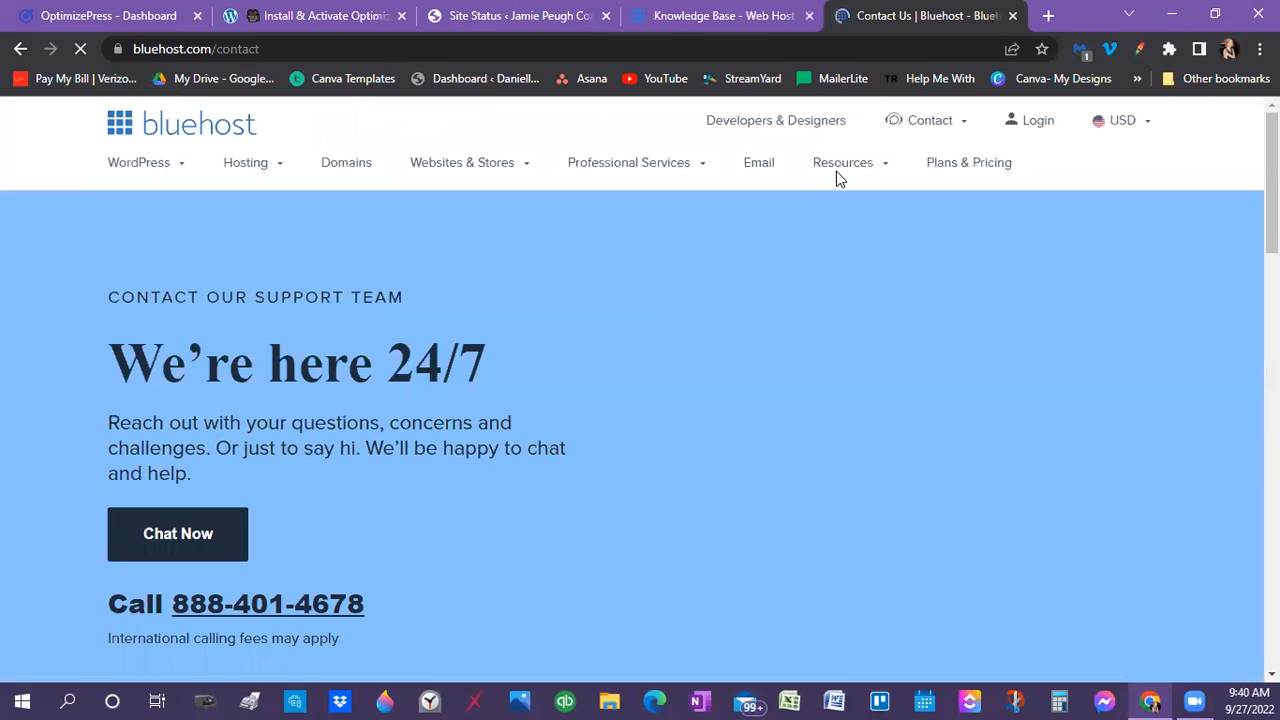 OptimizePress - Dashboard
Install & Activate Optimiz
Site Status ‹ Jamie Peugh Co
Knowledge Base - Web Host
Contact Us | Bluehost - Blue
bluehost.com/contact
1
Pay My Bill | Verizo...
My Drive - Google...
Canva Templates
Dashboard ‹ Daniell...
Asana
YouTube
StreamYard
MailerLite
TR Help Me With
Canva- My Designs
»
Other bookmarks
bluehost
Developers & Designers
Contact
Login
USD
WordPress
Hosting
Domains
Websites & Stores
Professional Services
Email
Resources
Plans & Pricing
CONTACT OUR SUPPORT TEAM
We're here 24/7
Reach out with your questions, concerns and
challenges. Or just to say hi. We'll be happy to chat
and help.
Chat Now
Call 888-401-4678
International calling fees may apply
99+
9:40 AM
9/27/2022